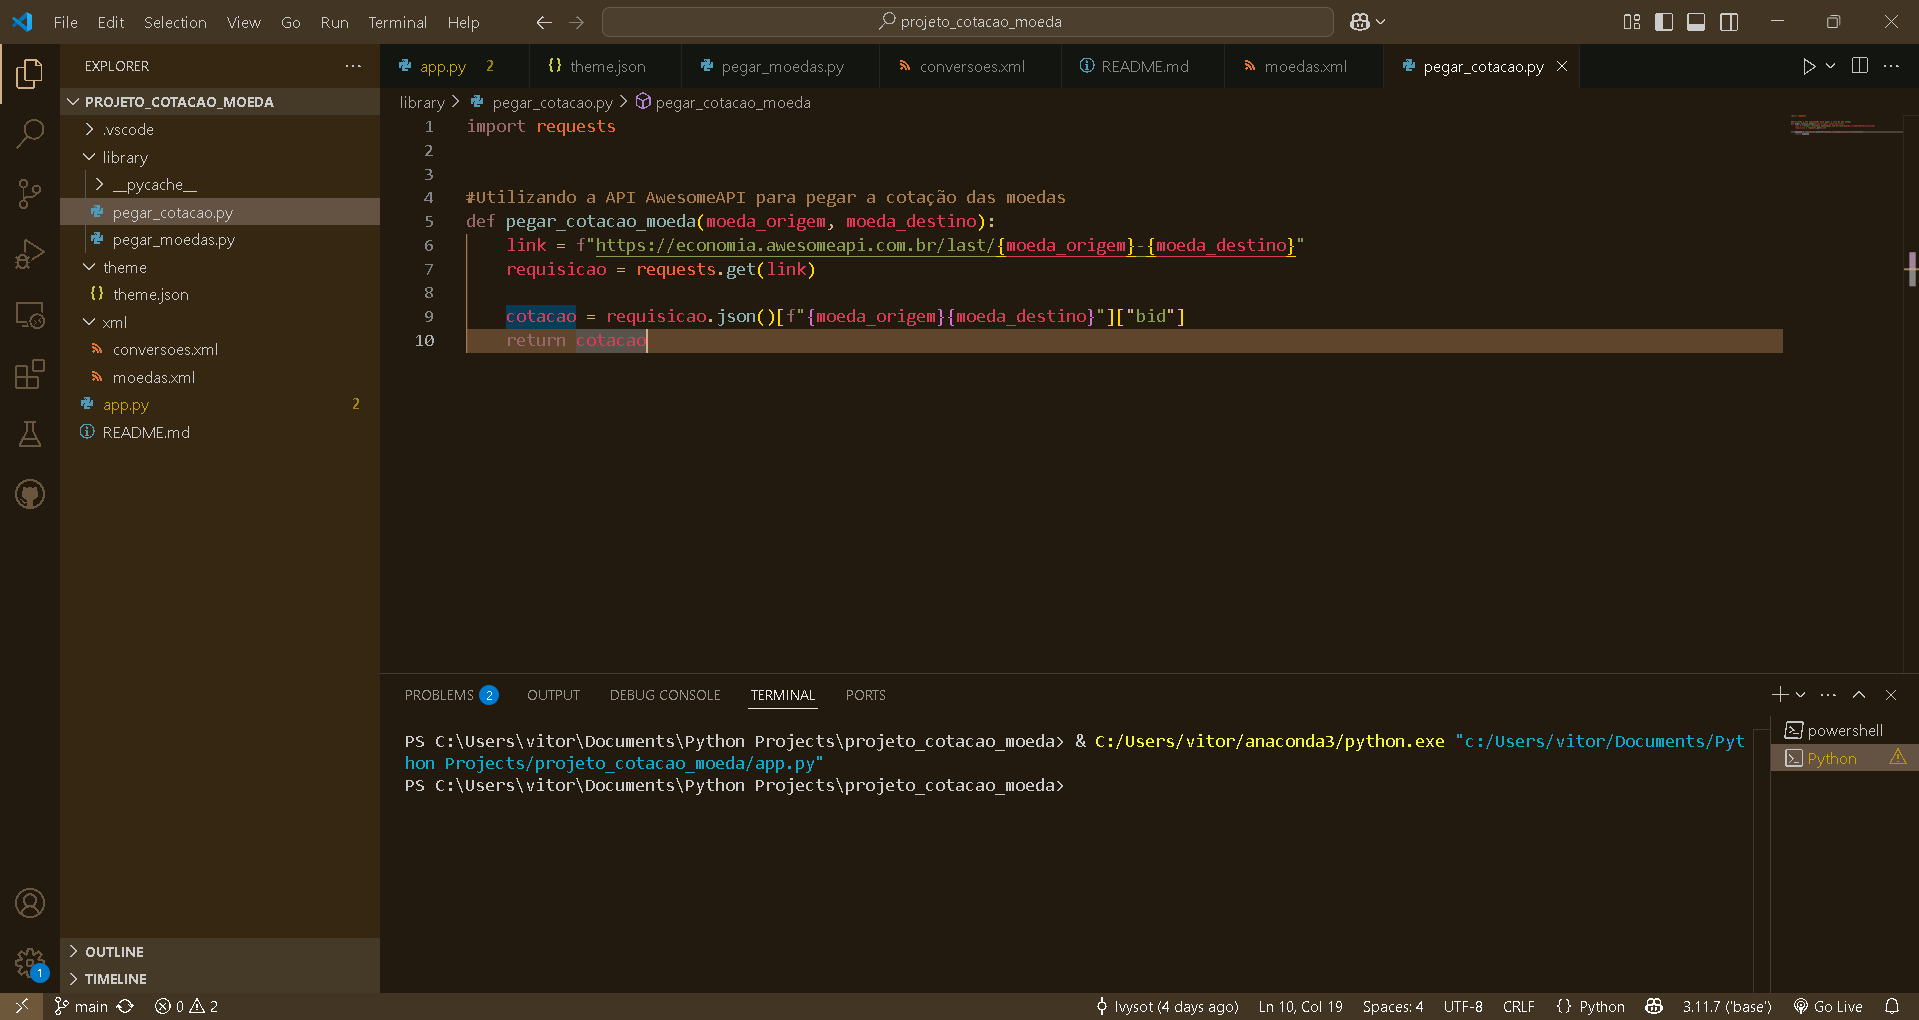 File Edit Selection View Go Run Terminal Help
projeto_cotacao_moeda
EXPLORER
PROJETO_COTACAO_MOEDA
.vscode
library
__pycache__
pegar_cotacao.py
pegar_moedas.py
theme
theme.json
xml
conversoes.xml
moedas.xml
app.py 2
README.md
OUTLINE
TIMELINE
app.py 2 theme.json pegar_moedas.py conversoes.xml README.md moedas.xml pegar_cotacao.py
library > pegar_cotacao.py > pegar_cotacao_moeda
1 import requests
2
3
4 #Utilizando a API AwesomeAPI para pegar a cotação das moedas
5 def pegar_cotacao_moeda(moeda_origem, moeda_destino):
6 link = f"https://economia.awesomeapi.com.br/last/{moeda_origem}-{moeda_destino}"
7 requisicao = requests.get(link)
8
9 cotacao = requisicao.json()[f"{moeda_origem}{moeda_destino}"]["bid"]
10 return cotacao
PROBLEMS 2 OUTPUT DEBUG CONSOLE TERMINAL PORTS
PS C:\Users\vitor\Documents\Python Projects\projeto_cotacao_moeda> & C:/Users/vitor/anaconda3/python.exe "c:/Users/vitor/Documents/Pyt
hon Projects/projeto_cotacao_moeda/app.py"
PS C:\Users\vitor\Documents\Python Projects\projeto_cotacao_moeda>
powershell
Python
1
main 0 2 lvysot (4 days ago) Ln 10, Col 19 Spaces: 4 UTF-8 CRLF {} Python 3.11.7 ('base') Go Live